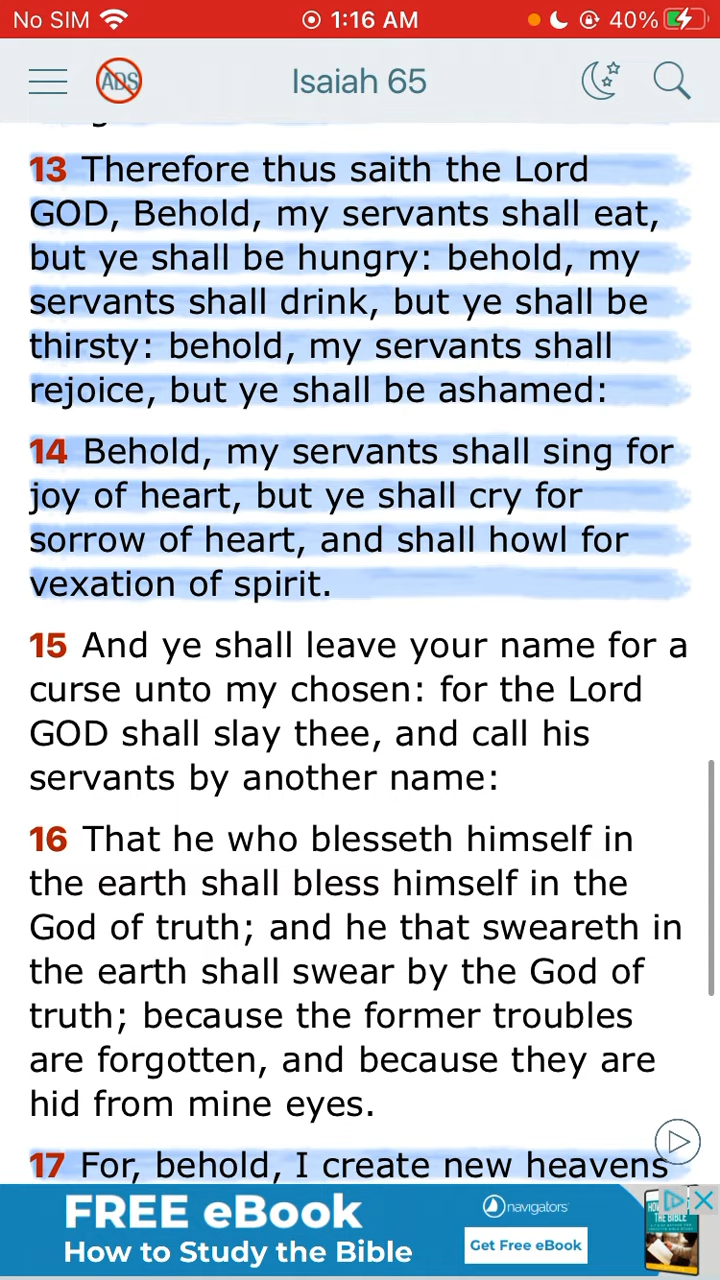 No SIM 1:16 AM 40%
ADS Isaiah 65
13 Therefore thus saith the Lord
GOD, Behold, my servants shall eat,
but ye shall be hungry: behold, my
servants shall drink, but ye shall be
thirsty: behold, my servants shall
rejoice, but ye shall be ashamed:
14 Behold, my servants shall sing for
joy of heart, but ye shall cry for
sorrow of heart, and shall howl for
vexation of spirit.
15 And ye shall leave your name for a
curse unto my chosen: for the Lord
GOD shall slay thee, and call his
servants by another name:
16 That he who blesseth himself in
the earth shall bless himself in the
God of truth; and he that sweareth in
the earth shall swear by the God of
truth; because the former troubles
are forgotten, and because they are
hid from mine eyes.
17 For, behold, I create new heavens
FREE eBook
How to Study the Bible
navigators
Get Free eBook
THE BIBLE